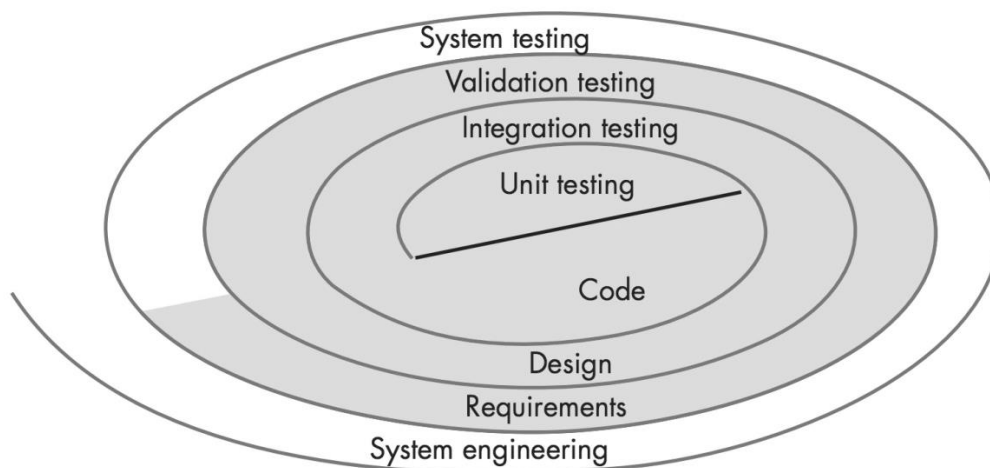 System testing
Validation testing
Integration testing
Unit testing
Code
Design
Requirements
System engineering